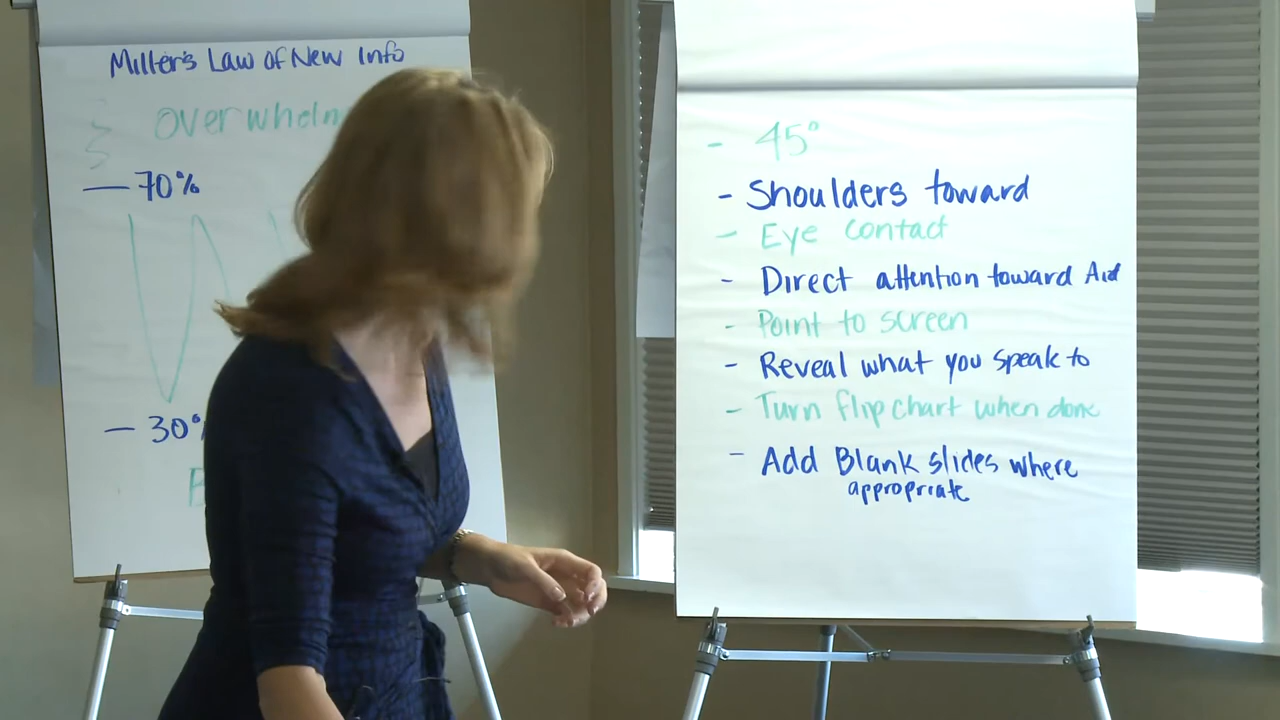 Miller's Law of New Info
— 70%
— 30%
- 45°
- Shoulders toward
- Eye contact
- Direct attention toward Aid
- Point to screen
- Reveal what you speak to
- Turn flip chart when done
- Add Blank slides where
appropriate